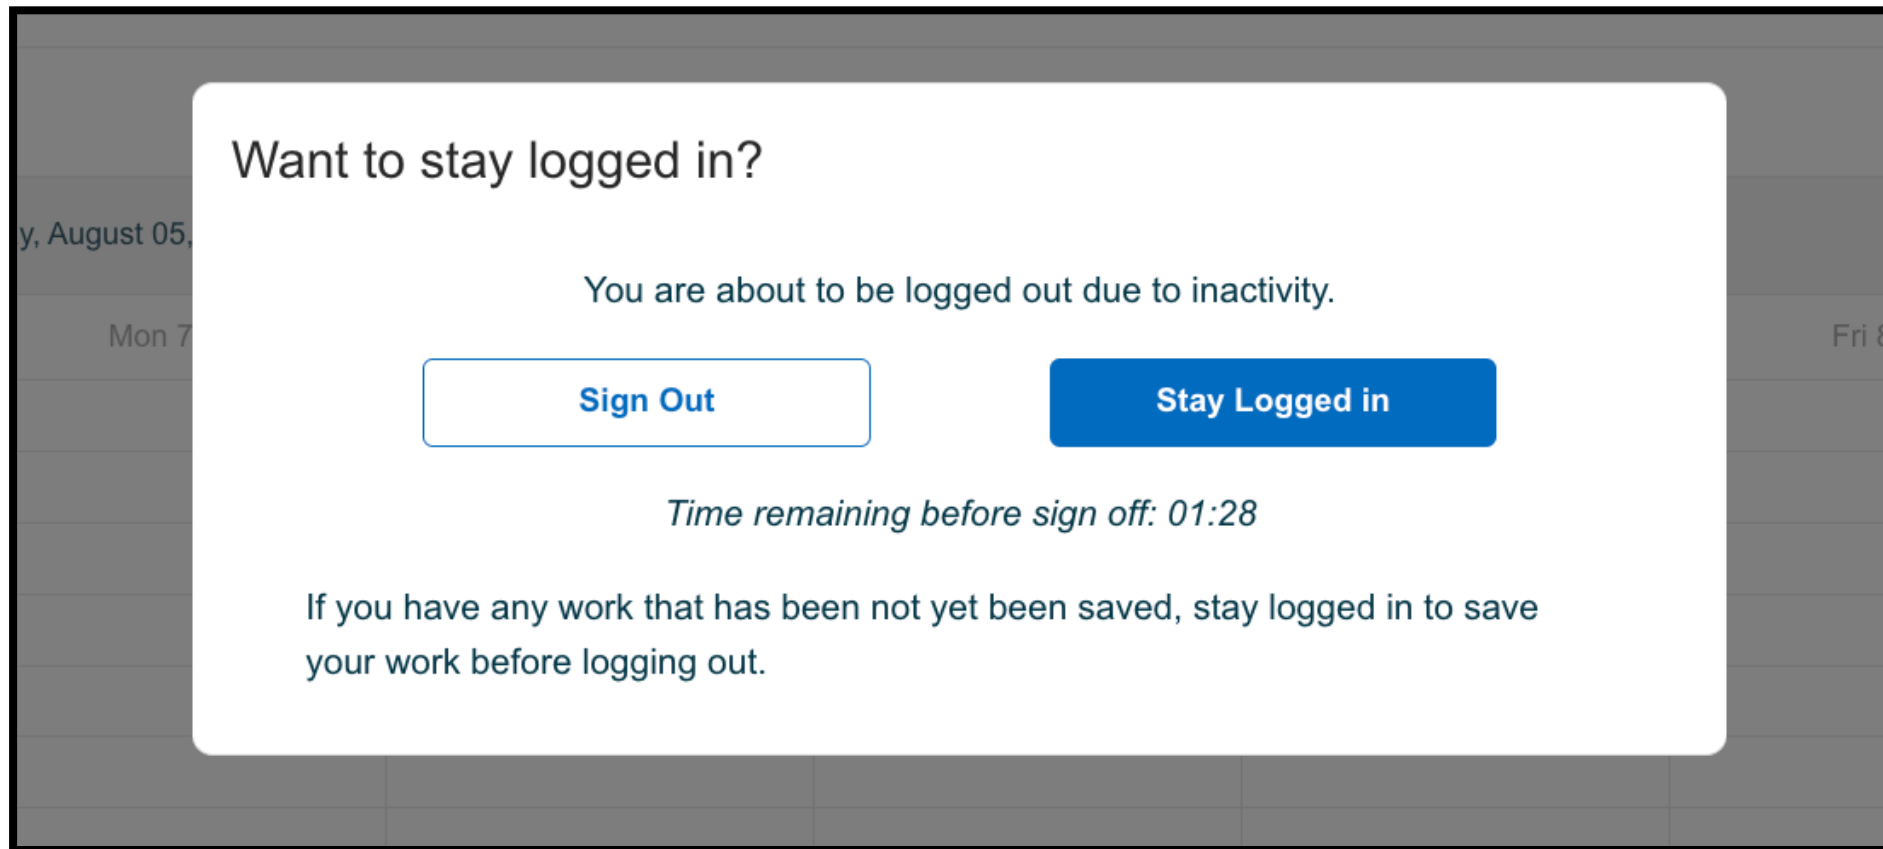 Want to stay logged in?
y, August 05,
You are about to be logged out due to inactivity.
Mon 7
Fri 8
Sign Out
Stay Logged in
Time remaining before sign off: 01:28
If you have any work that has been not yet been saved, stay logged in to save
your work before logging out.